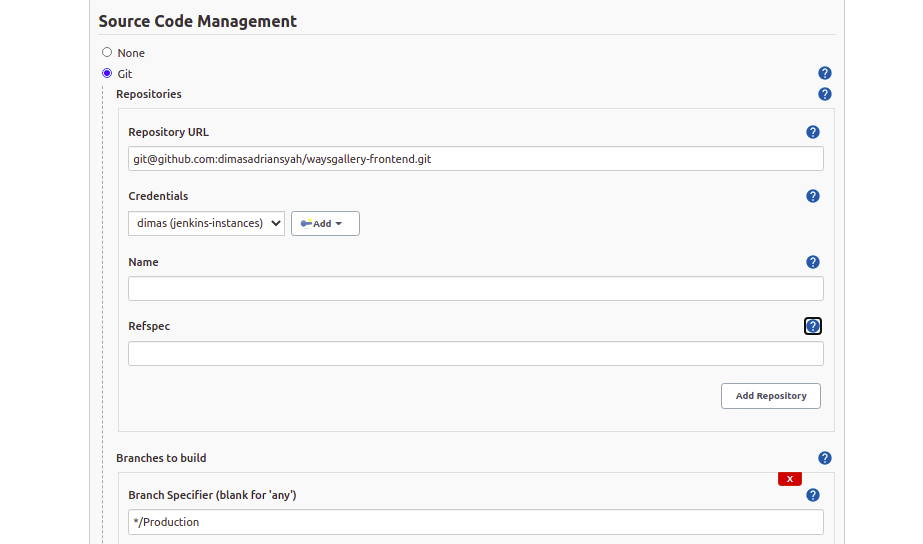 Source Code Management
None
Git
Repositories
Repository URL
git@github.com:dimasadriansyah/waysgallery-frontend.git
Credentials
dimas (jenkins-instances)
Add
Name
Refspec
Add Repository
Branches to build
X
Branch Specifier (blank for 'any')
*/Production